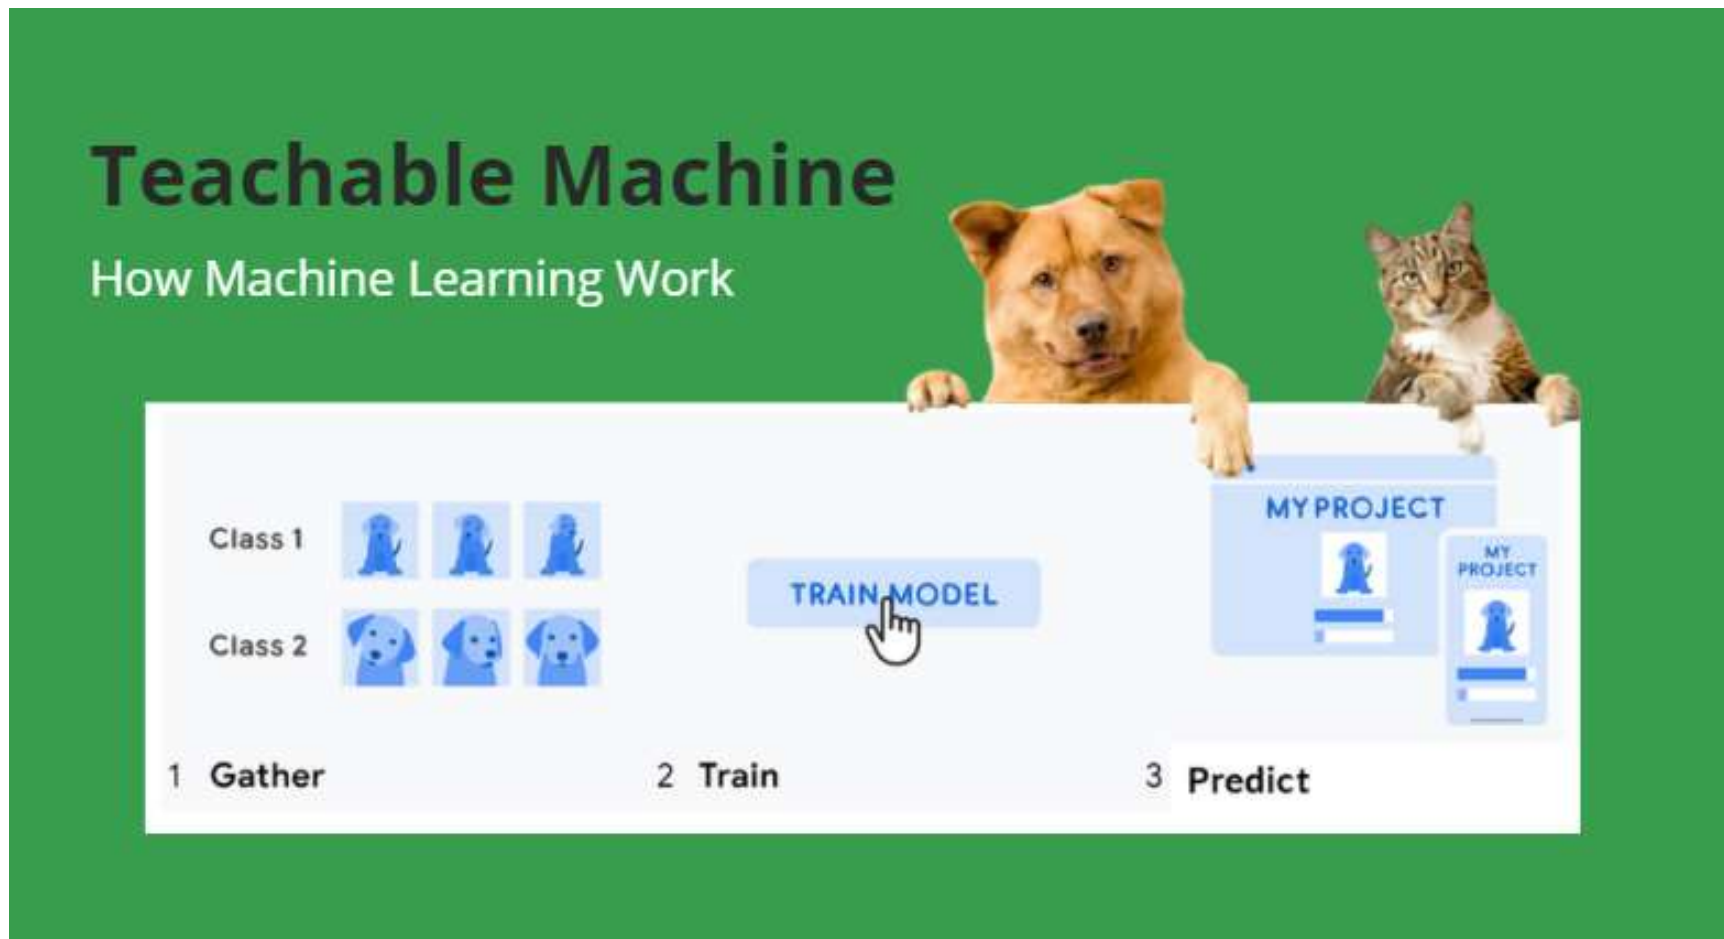 Teachable Machine
How Machine Learning Work
Class 1
Class 2
TRAIN MODEL
MY PROJECT
MY
PROJECT
1 Gather
2 Train
3 Predict